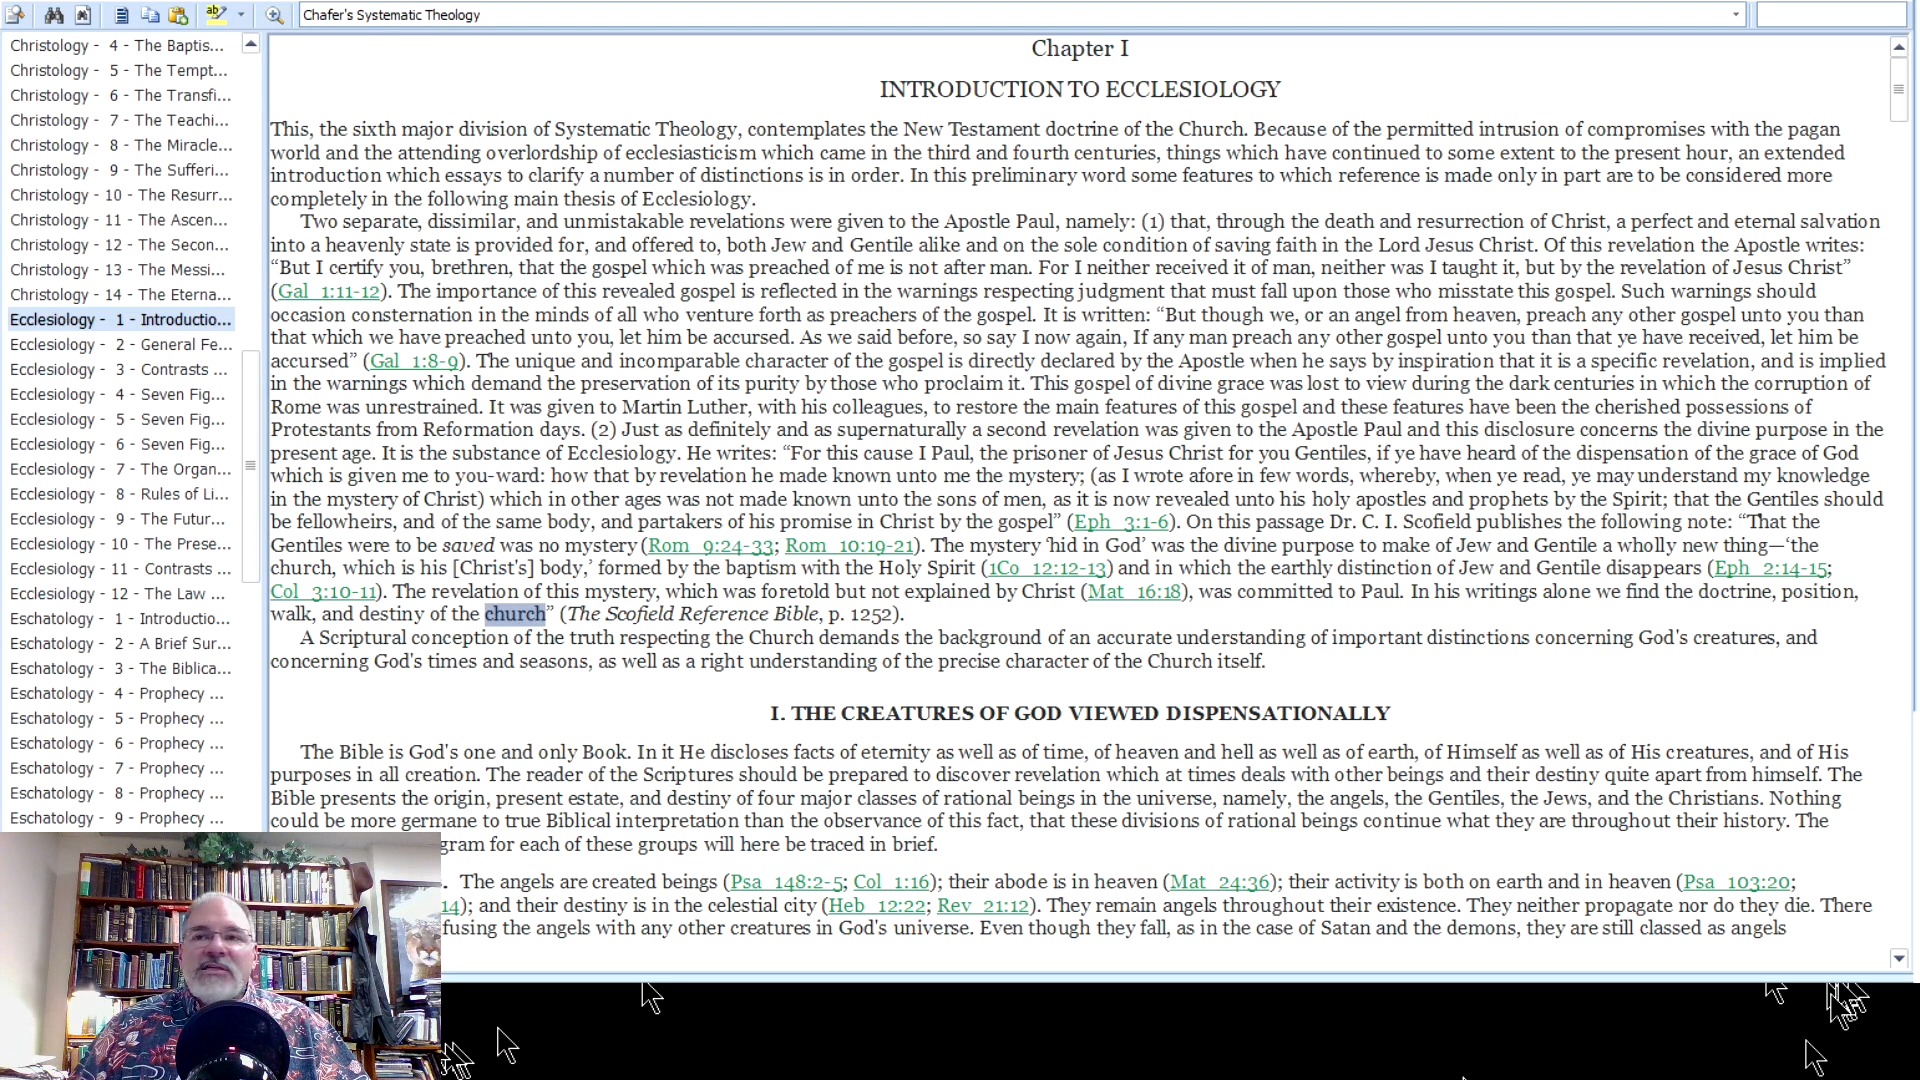 Chafer's Systematic Theology
Christology - 4 - The Baptis...
Christology - 5 - The Tempt...
Christology - 6 - The Transfi...
Christology - 7 - The Teachi...
Christology - 8 - The Miracle...
Christology - 9 - The Sufferi...
Christology - 10 - The Resurr...
Christology - 11 - The Ascen...
Christology - 12 - The Secon...
Christology - 13 - The Messi...
Christology - 14 - The Eterna...
Ecclesiology - 1 - Introductio...
Ecclesiology - 2 - General Fe...
Ecclesiology - 3 - Contrasts ...
Ecclesiology - 4 - Seven Fig...
Ecclesiology - 5 - Seven Fig...
Ecclesiology - 6 - Seven Fig...
Ecclesiology - 7 - The Organ...
Ecclesiology - 8 - Rules of Li...
Ecclesiology - 9 - The Futur...
Ecclesiology - 10 - The Prese...
Ecclesiology - 11 - Contrasts ...
Ecclesiology - 12 - The Law ...
Eschatology - 1 - Introductio...
Eschatology - 2 - A Brief Sur...
Eschatology - 3 - The Biblica...
Eschatology - 4 - Prophecy ...
Eschatology - 5 - Prophecy ...
Eschatology - 6 - Prophecy ...
Eschatology - 7 - Prophecy ...
Eschatology - 8 - Prophecy ...
Eschatology - 9 - Prophecy ...
Chapter I
INTRODUCTION TO ECCLESIOLOGY
This, the sixth major division of Systematic Theology, contemplates the New Testament doctrine of the Church. Because of the permitted intrusion of compromises with the pagan
world and the attending overlordship of ecclesiasticism which came in the third and fourth centuries, things which have continued to some extent to the present hour, an extended
introduction which essays to clarify a number of distinctions is in order. In this preliminary word some features to which reference is made only in part are to be considered more
completely in the following main thesis of Ecclesiology.
Two separate, dissimilar, and unmistakable revelations were given to the Apostle Paul, namely: (1) that, through the death and resurrection of Christ, a perfect and eternal salvation
into a heavenly state is provided for, and offered to, both Jew and Gentile alike and on the sole condition of saving faith in the Lord Jesus Christ. Of this revelation the Apostle writes:
“But I certify you, brethren, that the gospel which was preached of me is not after man. For I neither received it of man, neither was I taught it, but by the revelation of Jesus Christ”
(Gal_1:11-12). The importance of this revealed gospel is reflected in the warnings respecting judgment that must fall upon those who misstate this gospel. Such warnings should
occasion consternation in the minds of all who venture forth as preachers of the gospel. It is written: “But though we, or an angel from heaven, preach any other gospel unto you than
that which we have preached unto you, let him be accursed. As we said before, so say I now again, If any man preach any other gospel unto you than that ye have received, let him be
accursed” (Gal_1:8-9). The unique and incomparable character of the gospel is directly declared by the Apostle when he says by inspiration that it is a specific revelation, and is implied
in the warnings which demand the preservation of its purity by those who proclaim it. This gospel of divine grace was lost to view during the dark centuries in which the corruption of
Rome was unrestrained. It was given to Martin Luther, with his colleagues, to restore the main features of this gospel and these features have been the cherished possessions of
Protestants from Reformation days. (2) Just as definitely and as supernaturally a second revelation was given to the Apostle Paul and this disclosure concerns the divine purpose in the
present age. It is the substance of Ecclesiology. He writes: “For this cause I Paul, the prisoner of Jesus Christ for you Gentiles, if ye have heard of the dispensation of the grace of God
which is given me to you-ward: how that by revelation he made known unto me the mystery; (as I wrote afore in few words, whereby, when ye read, ye may understand my knowledge
in the mystery of Christ) which in other ages was not made known unto the sons of men, as it is now revealed unto his holy apostles and prophets by the Spirit; that the Gentiles should
be fellowheirs, and of the same body, and partakers of his promise in Christ by the gospel” (Eph_3:1-6). On this passage Dr. C. I. Scofield publishes the following note: “That the
Gentiles were to be saved was no mystery (Rom_9:24-33; Rom_10:19-21). The mystery ‘hid in God’ was the divine purpose to make of Jew and Gentile a wholly new thing—‘the
church, which is his [Christ's] body,’ formed by the baptism with the Holy Spirit (1Co_12:12-13) and in which the earthly distinction of Jew and Gentile disappears (Eph_2:14-15;
Col_3:10-11). The revelation of this mystery, which was foretold but not explained by Christ (Mat_16:18), was committed to Paul. In his writings alone we find the doctrine, position,
walk, and destiny of the church” (The Scofield Reference Bible, p. 1252).
A Scriptural conception of the truth respecting the Church demands the background of an accurate understanding of important distinctions concerning God's creatures, and
concerning God's times and seasons, as well as a right understanding of the precise character of the Church itself.
I. THE CREATURES OF GOD VIEWED DISPENSATIONALLY
The Bible is God's one and only Book. In it He discloses facts of eternity as well as of time, of heaven and hell as well as of earth, of Himself as well as of His creatures, and of His
purposes in all creation. The reader of the Scriptures should be prepared to discover revelation which at times deals with other beings and their destiny quite apart from himself. The
Bible presents the origin, present estate, and destiny of four major classes of rational beings in the universe, namely, the angels, the Gentiles, the Jews, and the Christians. Nothing
could be more germane to true Biblical interpretation than the observance of this fact, that these divisions of rational beings continue what they are throughout their history. The
gram for each of these groups will here be traced in brief.
. The angels are created beings (Psa_148:2-5; Col_1:16); their abode is in heaven (Mat_24:36); their activity is both on earth and in heaven (Psa_103:20;
14); and their destiny is in the celestial city (Heb_12:22; Rev_21:12). They remain angels throughout their existence. They neither propagate nor do they die. There
fusing the angels with any other creatures in God's universe. Even though they fall, as in the case of Satan and the demons, they are still classed as angels